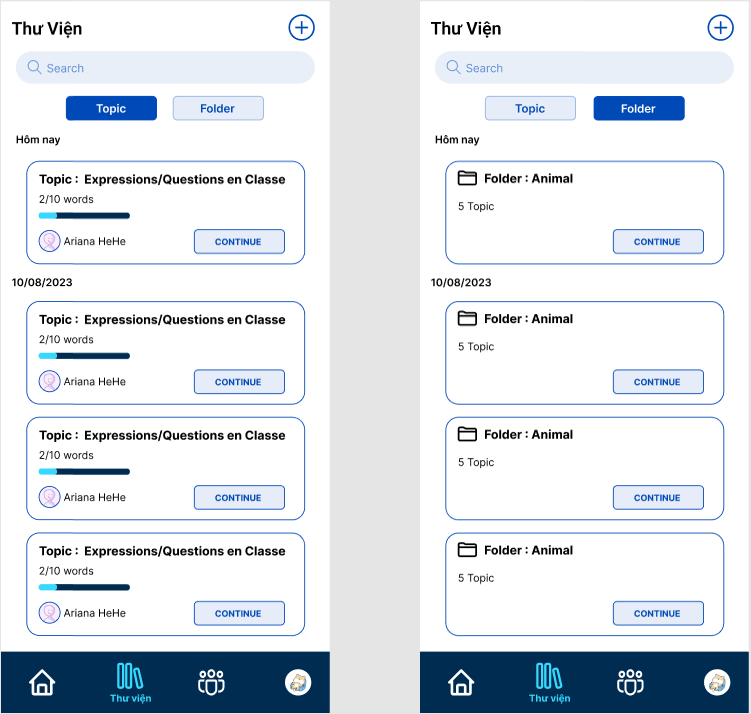 Thư Viện
Search
Topic
Folder
Hôm nay
Topic : Expressions/Questions en Classe
2/10 words
Ariana HeHe
CONTINUE
10/08/2023
Topic : Expressions/Questions en Classe
2/10 words
Ariana HeHe
CONTINUE
Topic : Expressions/Questions en Classe
2/10 words
Ariana HeHe
CONTINUE
Topic : Expressions/Questions en Classe
2/10 words
Ariana HeHe
CONTINUE
Thư viện
Thư Viện
Search
Topic
Folder
Hôm nay
Folder : Animal
5 Topic
CONTINUE
10/08/2023
Folder : Animal
5 Topic
CONTINUE
Folder : Animal
5 Topic
CONTINUE
Folder : Animal
5 Topic
CONTINUE
Thư viện